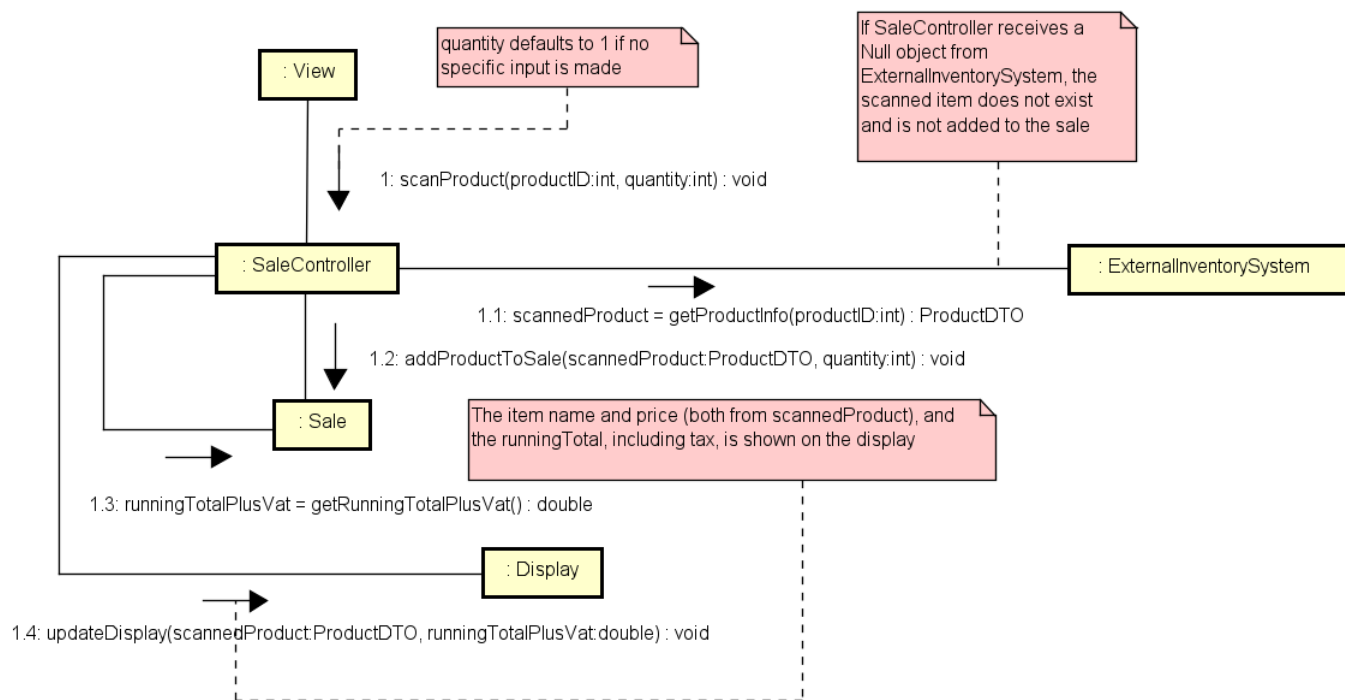 : View
quantity defaults to 1 if no
specific input is made
If SaleController receives a
Null object from
ExternalInventorySystem, the
scanned item does not exist
and is not added to the sale
1: scanProduct(productID:int, quantity:int) : void
: SaleController
: ExternalInventorySystem
1.1: scannedProduct = getProductInfo(productID:int) : ProductDTO
1.2: addProductToSale(scannedProduct:ProductDTO, quantity:int) : void
: Sale
The item name and price (both from scannedProduct), and
the runningTotal, including tax, is shown on the display
1.3: runningTotalPlusVat = getRunningTotalPlusVat() : double
: Display
1.4: updateDisplay(scannedProduct:ProductDTO, runningTotalPlusVat:double) : void